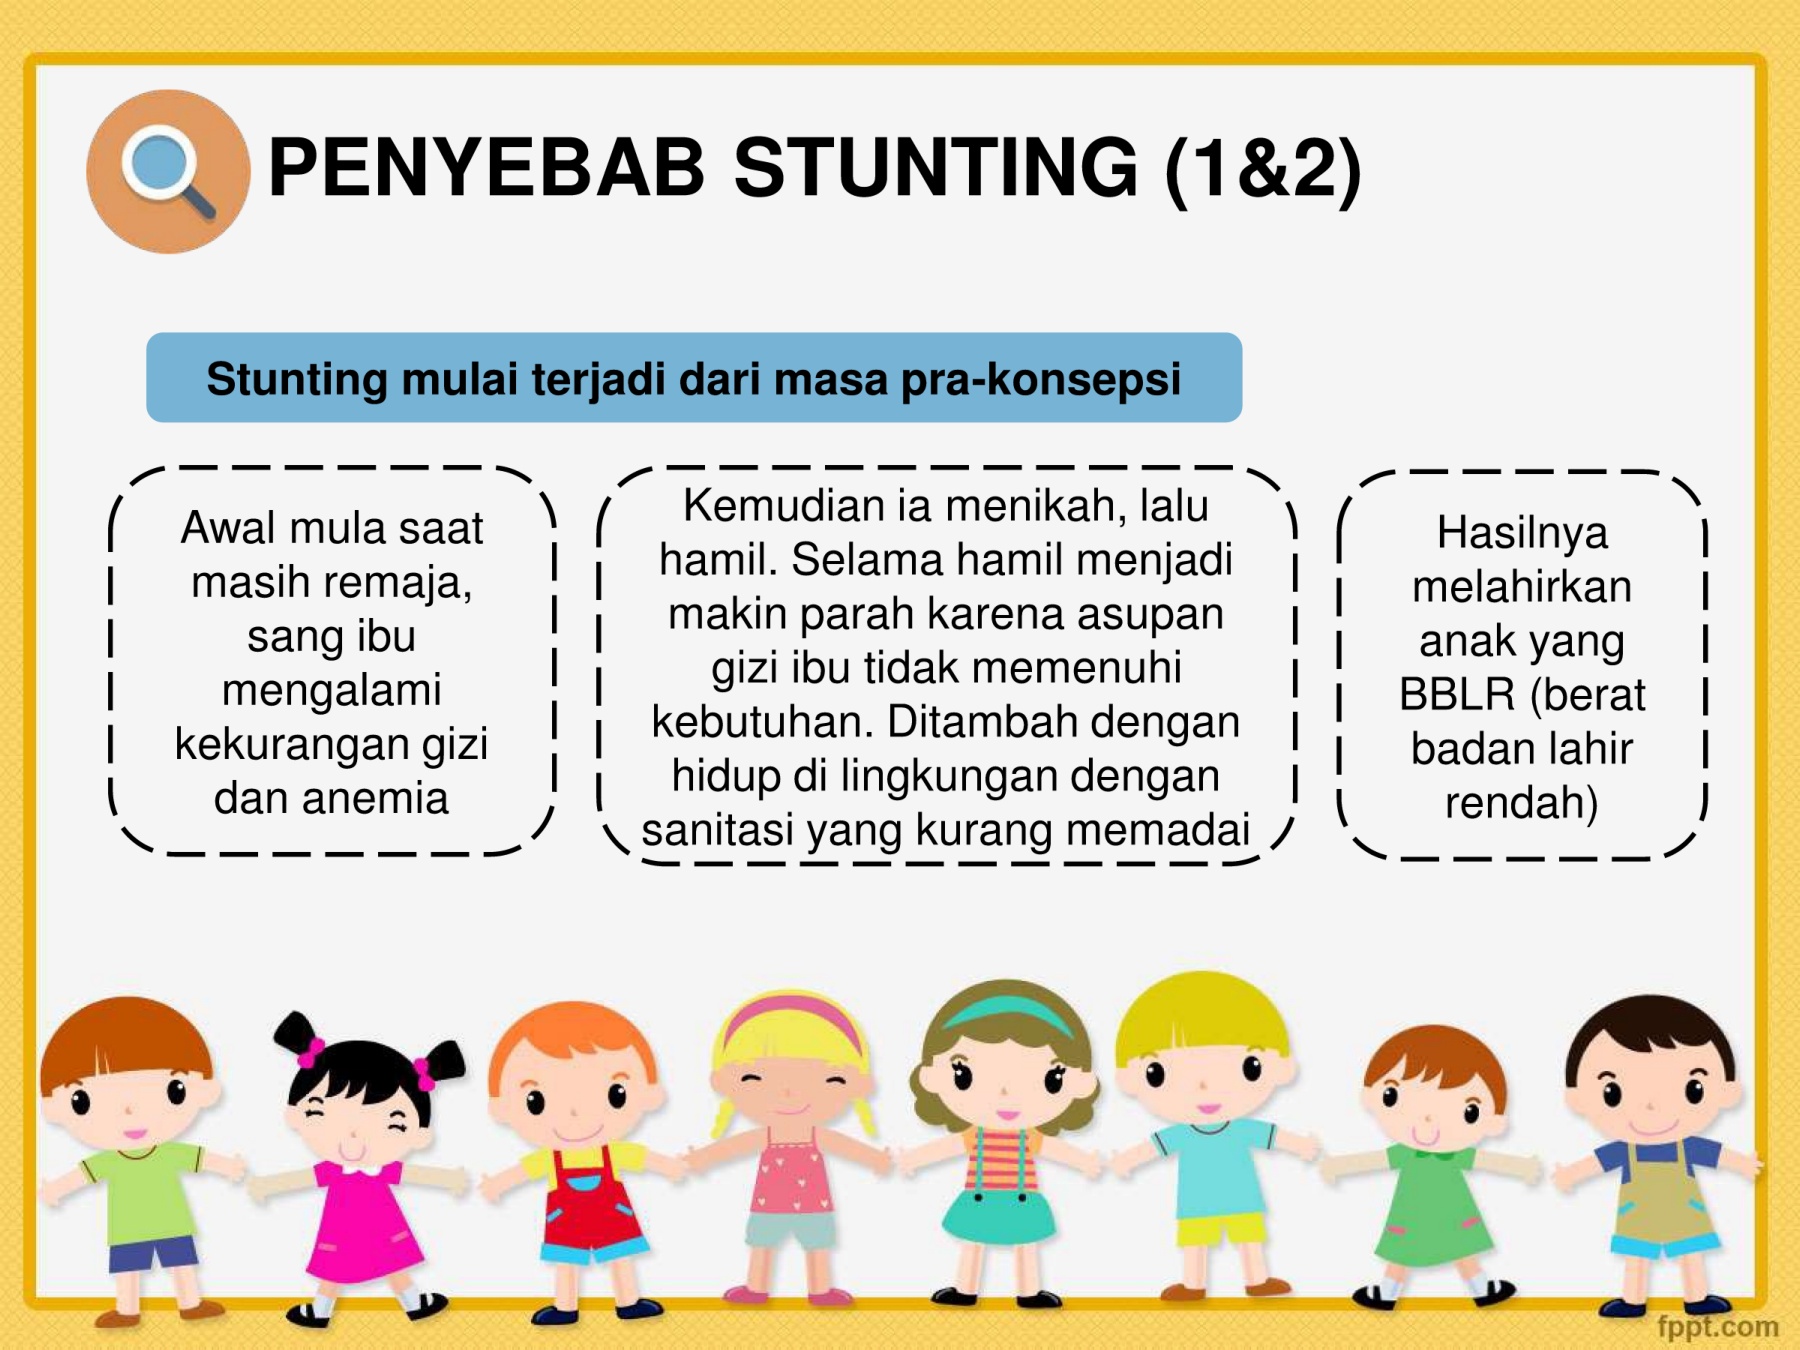 PENYEBAB STUNTING (1&2)
Stunting mulai terjadi dari masa pra-konsepsi
Awal mula saat
masih remaja,
sang ibu
mengalami
kekurangan gizi
dan anemia
Kemudian ia menikah, lalu
hamil. Selama hamil menjadi
makin parah karena asupan
gizi ibu tidak memenuhi
kebutuhan. Ditambah dengan
hidup di lingkungan dengan
sanitasi yang kurang memadai
Hasilnya
melahirkan
anak yang
BBLR (berat
badan lahir
rendah)
fppt.com